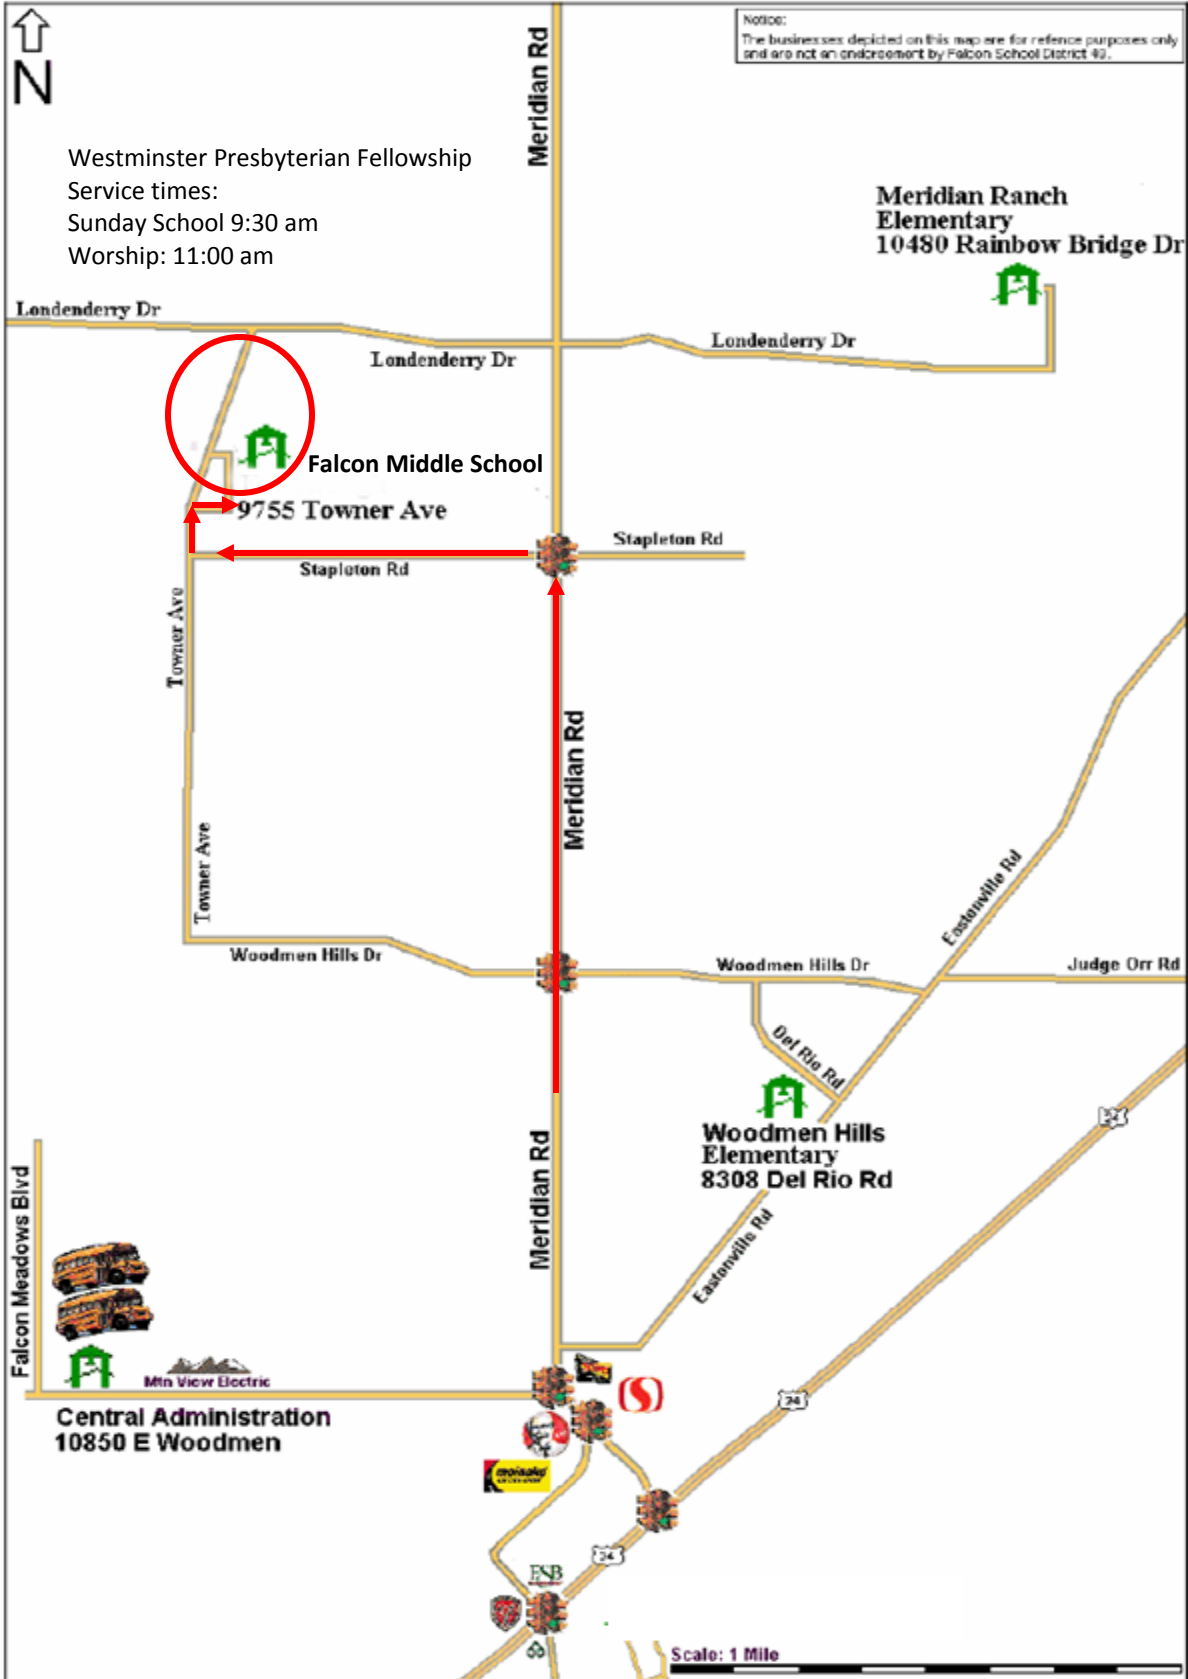 N
Meridian Rd
Notice:
The businesses depicted on this map are for refence purposes only
and are not an endorsement by Falcon School District 49.
Westminster Presbyterian Fellowship
Service times:
Sunday School 9:30 am
Worship: 11:00 am
Meridian Ranch
Elementary
10480 Rainbow Bridge Dr
Londenderry Dr
Londenderry Dr
Londenderry Dr
Falcon Middle School
9755 Towner Ave
Stapleton Rd
Stapleton Rd
Towner Ave
Meridian Rd
Towner Ave
Eastonville Rd
Woodmen Hills Dr
Woodmen Hills Dr
Judge Orr Rd
Del Rio Rd
Woodmen Hills
Elementary
8308 Del Rio Rd
Meridian Rd
Falcon Meadows Blvd
Eastonville Rd
Mtn View Electric
Central Administration
10850 E Woodmen
24
KFC
meineke
24
FSB
Scale: 1 Mile